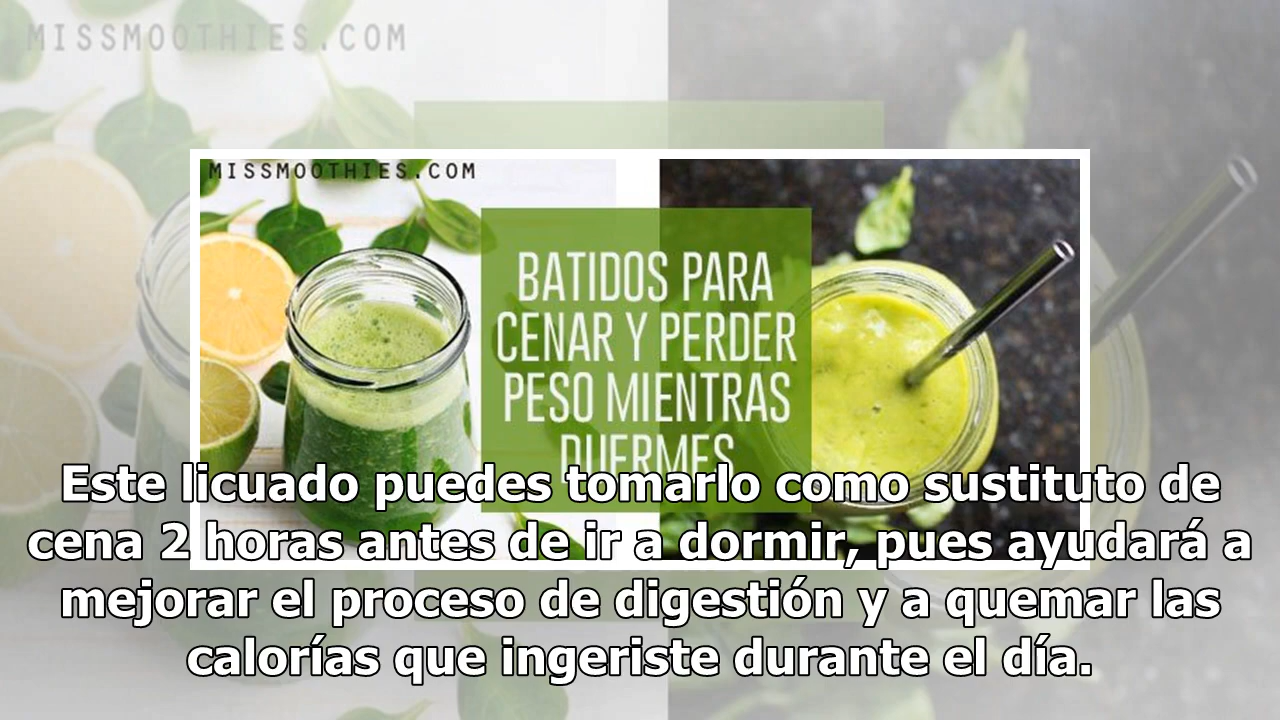 MISSMOOTHIES.COM
MISSMOOTHIES.COM
BATIDOS PARA
CENAR Y PERDER
PESO MIENTRAS
DUERMES
Este licuado puedes tomarlo como sustituto de
cena 2 horas antes de ir a dormir, pues ayudará a
mejorar el proceso de digestión y a quemar las
calorías que ingeriste durante el día.